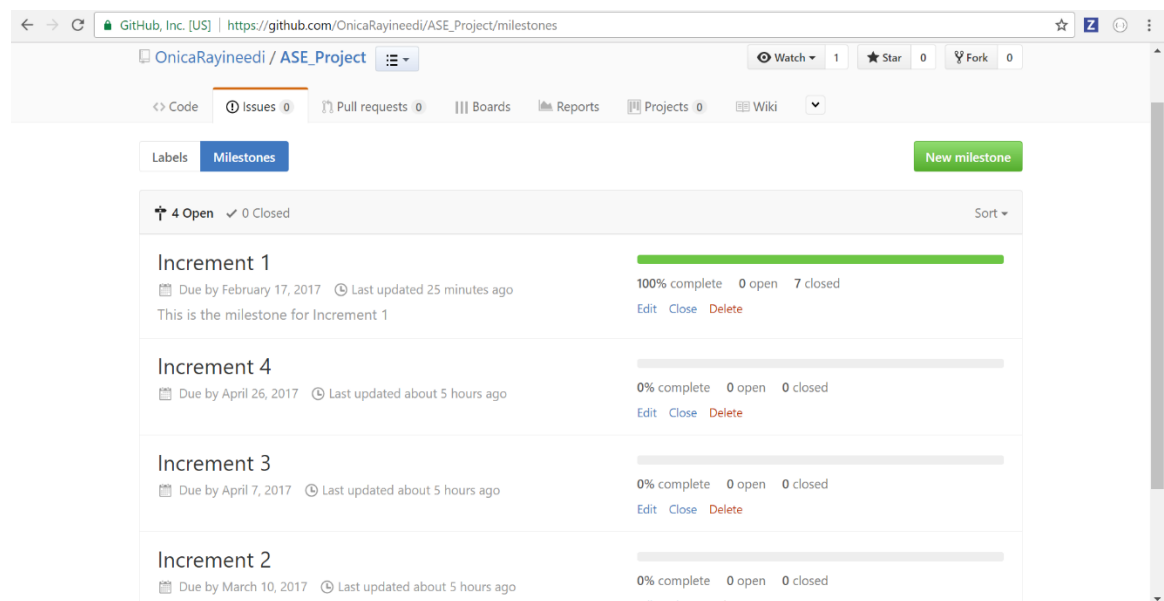 GitHub, Inc. [US] | https://github.com/OnicaRayineedi/ASE_Project/milestones
Z
OnicaRayineedi / ASE_Project
Watch 1 Star 0 Fork 0
<> Code Issues 0 Pull requests 0 Boards Reports Projects 0 Wiki
Labels Milestones New milestone
4 Open 0 Closed Sort
Increment 1
Due by February 17, 2017 Last updated 25 minutes ago
This is the milestone for Increment 1
100% complete 0 open 7 closed
Edit Close Delete
Increment 4
Due by April 26, 2017 Last updated about 5 hours ago
0% complete 0 open 0 closed
Edit Close Delete
Increment 3
Due by April 7, 2017 Last updated about 5 hours ago
0% complete 0 open 0 closed
Edit Close Delete
Increment 2
Due by March 10, 2017 Last updated about 5 hours ago
0% complete 0 open 0 closed